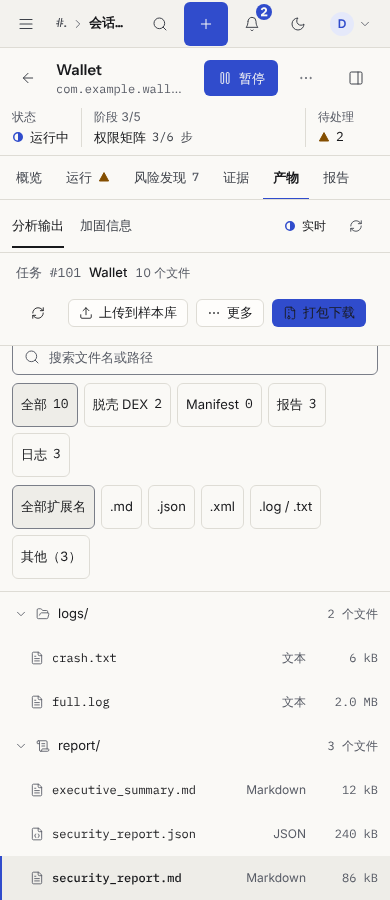 #. > 会话…
2
D
Wallet
com.example.wall…
暂停
状态 阶段 3/5 待处理
运行中 权限矩阵 3/6 步 2
概览 运行 风险发现 7 证据 产物 报告
分析输出 加固信息 实时
任务 #101 Wallet 10 个文件
上传到样本库 更多 打包下载
搜索文件名或路径
全部 10 脱壳 DEX 2 Manifest 0 报告 3
日志 3
全部扩展名 .md .json .xml .log / .txt
其他（3）
logs/ 2 个文件
crash.txt 文本 6 kB
full.log 文本 2.0 MB
report/ 3 个文件
executive_summary.md Markdown 12 kB
security_report.json JSON 240 kB
security_report.md Markdown 86 kB